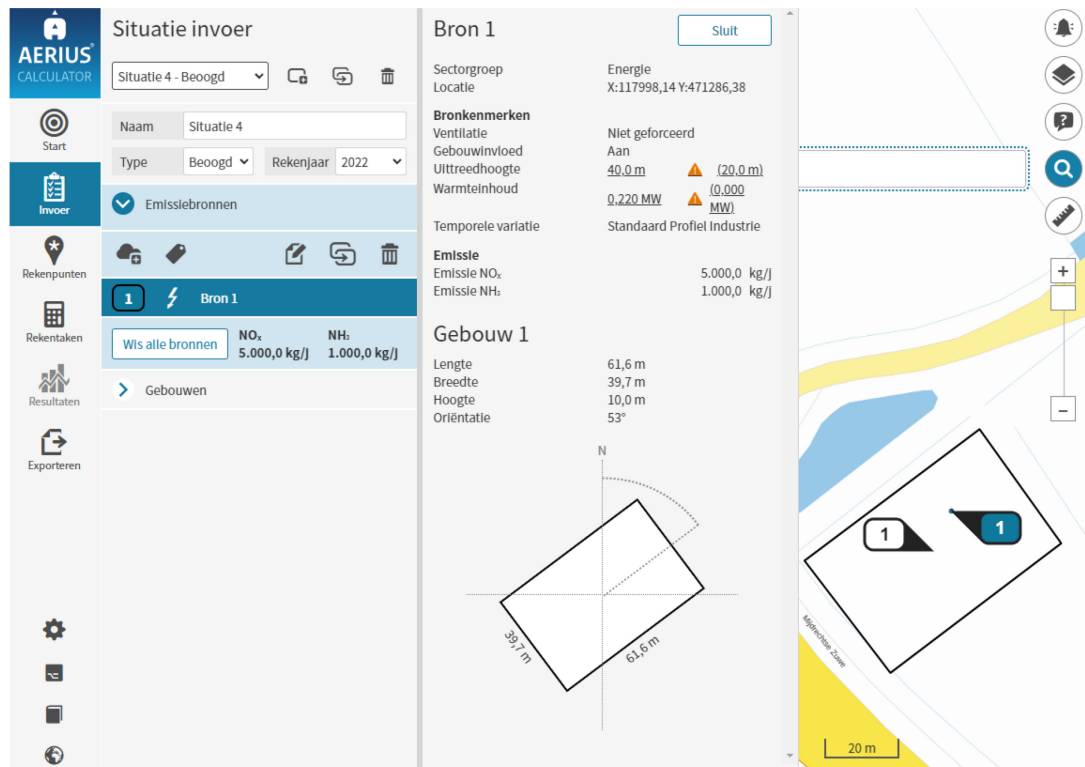 AERIUS®
CALCULATOR
Start
Invoer
Rekenpunten
Rekentaken
Resultaten
Exporteren
Situatie invoer
Situatie 4 - Beoogd
Naam Situatie 4
Type Beoogd Rekenjaar 2022
Emissiebronnen
1 Bron 1
Wis alle bronnen
NOₓ NH₃
5.000,0 kg/j 1.000,0 kg/j
Gebouwen
Bron 1 Sluit
Sectorgroep Energie
Locatie X:117998,14 Y:471286,38
Bronkenmerken
Ventilatie Niet geforceerd
Gebouwinvloed Aan
Uittreedhoogte 40,0 m (20,0 m)
Warmteinhoud 0,220 MW (0,000
MW)
Temporele variatie Standaard Profiel Industrie
Emissie
Emissie NOₓ 5.000,0 kg/j
Emissie NH₃ 1.000,0 kg/j
Gebouw 1
Lengte 61,6 m
Breedte 39,7 m
Hoogte 10,0 m
Oriëntatie 53°
N
39,7 m
61,6 m
?
+
−
1
1
Mijdrechtse Zuwe
20 m